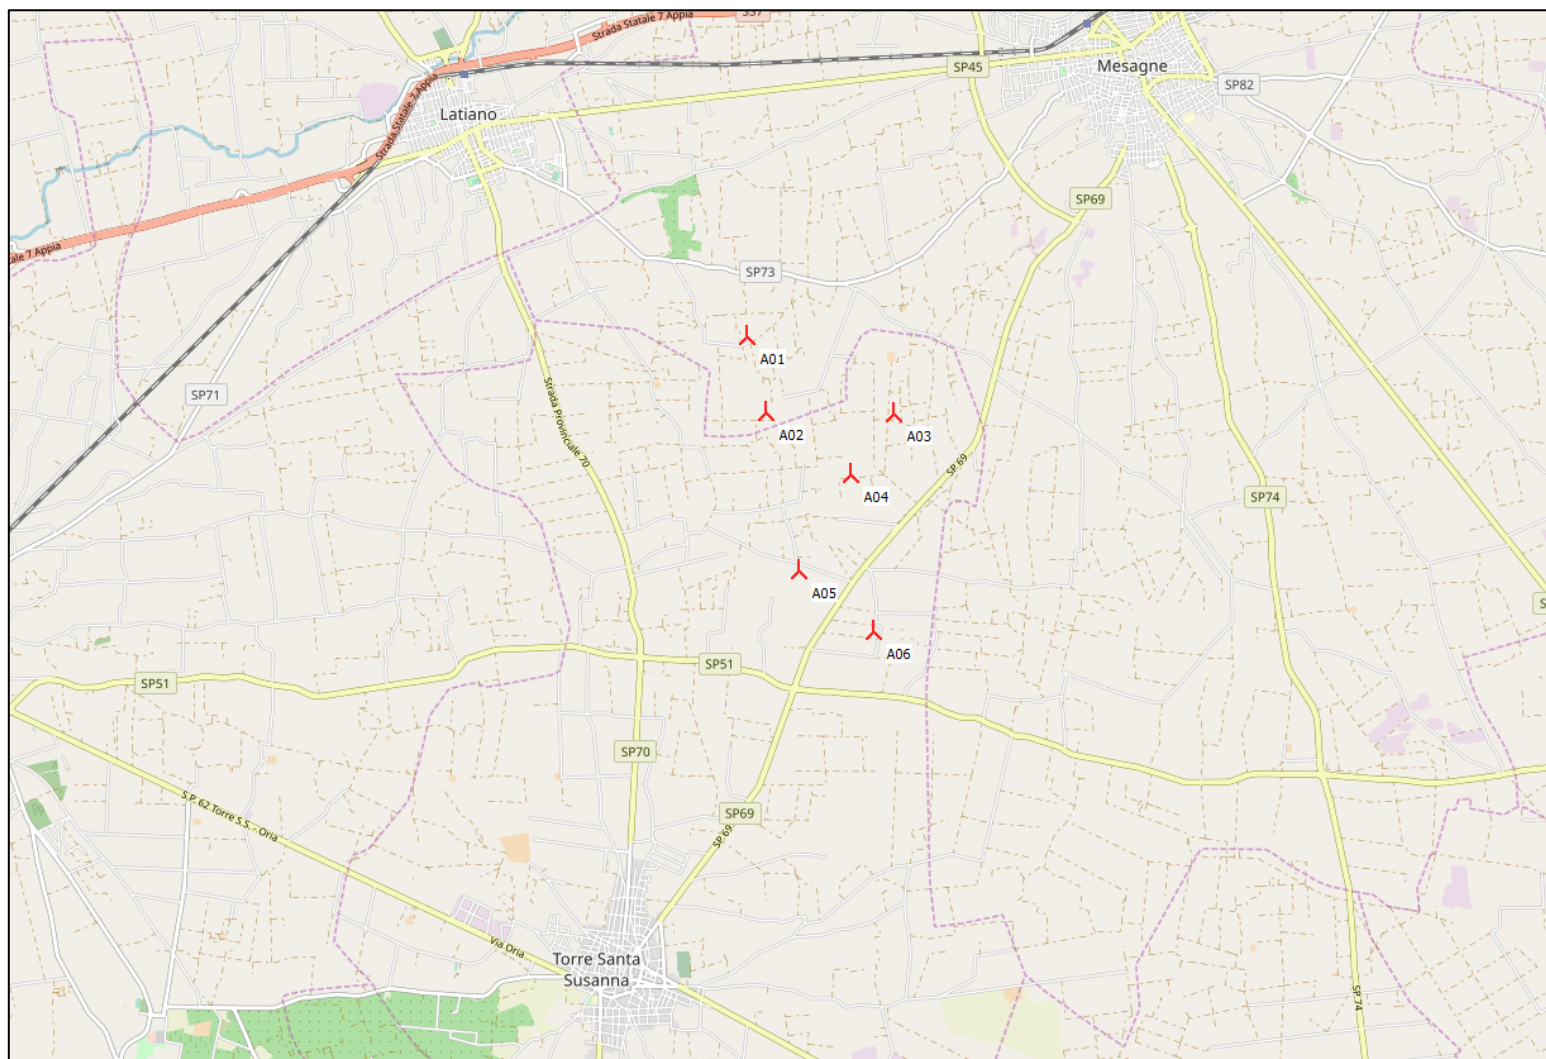 SS7
Strada Statale 7 Appia
SP45
Mesagne
SP82
Latiano
Strada Statale 7 Appia
SP69
tale 7 Appia
SP73
A01
A02
A03
SP71
Strada Provinciale 70
SP 69
A04
SP74
A05
S
A06
SP51
SP51
SP70
SP69
SP 69
S.P. 62 Torre S.S. - Oria
Via Oria
Torre Santa
Susanna
SP 74